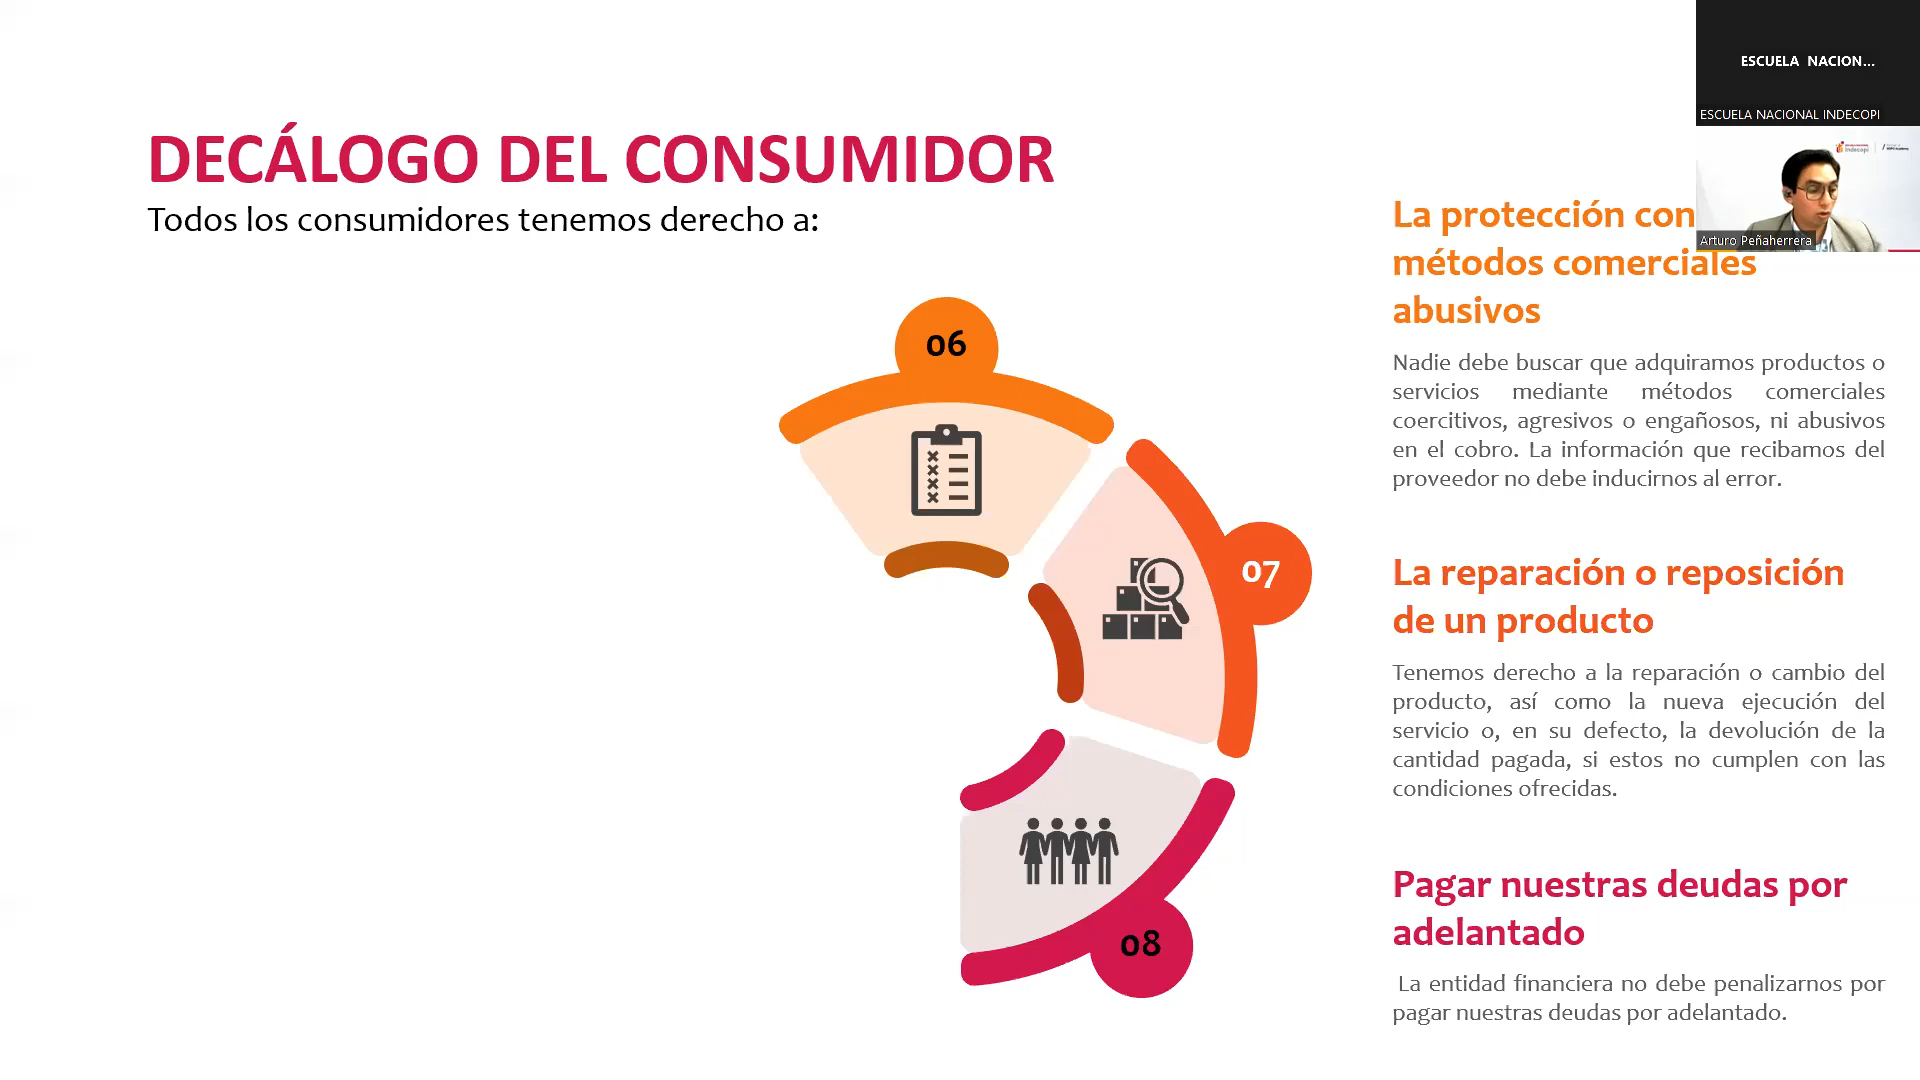 ESCUELA NACION...
ESCUELA NACIONAL INDECOPI
indecopi
Arturo Peñaherrera
DECÁLOGO DEL CONSUMIDOR
Todos los consumidores tenemos derecho a:
06
07
08
La protección con
métodos comerciales
abusivos
Nadie debe buscar que adquiramos productos o
servicios mediante métodos comerciales
coercitivos, agresivos o engañosos, ni abusivos
en el cobro. La información que recibamos del
proveedor no debe inducirnos al error.
La reparación o reposición
de un producto
Tenemos derecho a la reparación o cambio del
producto, así como la nueva ejecución del
servicio o, en su defecto, la devolución de la
cantidad pagada, si estos no cumplen con las
condiciones ofrecidas.
Pagar nuestras deudas por
adelantado
La entidad financiera no debe penalizarnos por
pagar nuestras deudas por adelantado.